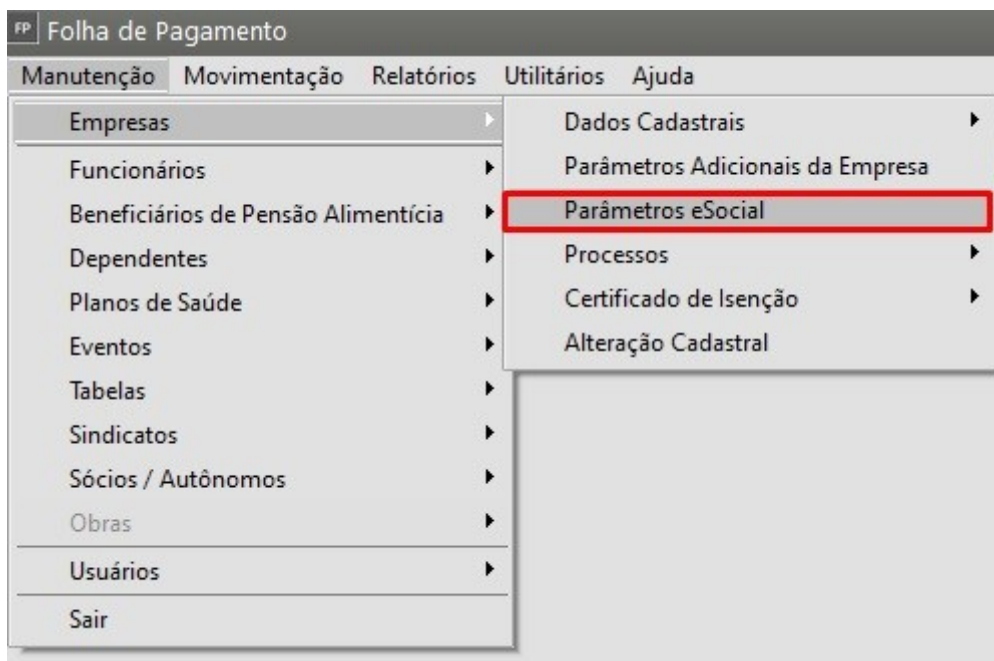 FP Folha de Pagamento
Manutenção Movimentação Relatórios Utilitários Ajuda
Empresas
Funcionários
Beneficiários de Pensão Alimentícia
Dependentes
Planos de Saúde
Eventos
Tabelas
Sindicatos
Sócios / Autônomos
Obras
Usuários
Sair
Dados Cadastrais
Parâmetros Adicionais da Empresa
Parâmetros eSocial
Processos
Certificado de Isenção
Alteração Cadastral